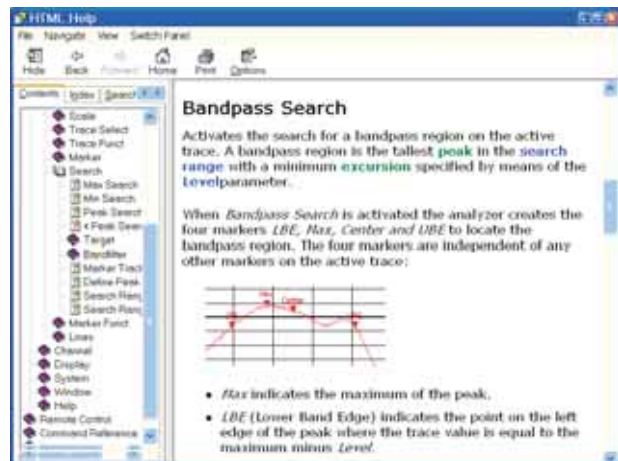 HTML Help
File Navigate View Switch Panel
Hide Back Forward Home Print Options
Contents Index Search
Scale
Trace Select
Trace Funct
Marker
Search
Max Search
Min Search
Peak Search
x Peak Sear
Target
Bandfilter
Marker Track
Define Peak
Search Rang
Search Rang
Marker Funct
Lines
Channel
Display
System
Window
Help
Remote Control
Command Reference
Bandpass Search
Activates the search for a bandpass region on the active
trace. A bandpass region is the tallest peak in the search
range with a minimum excursion specified by means of the
Levelparameter.
When Bandpass Search is activated the analyzer creates the
four markers LBE, Max, Center and UBE to locate the
bandpass region. The four markers are independent of any
other markers on the active trace:
Max
Center
• Max indicates the maximum of the peak.
• LBE (Lower Band Edge) indicates the point on the left
edge of the peak where the trace value is equal to the
maximum minus Level.